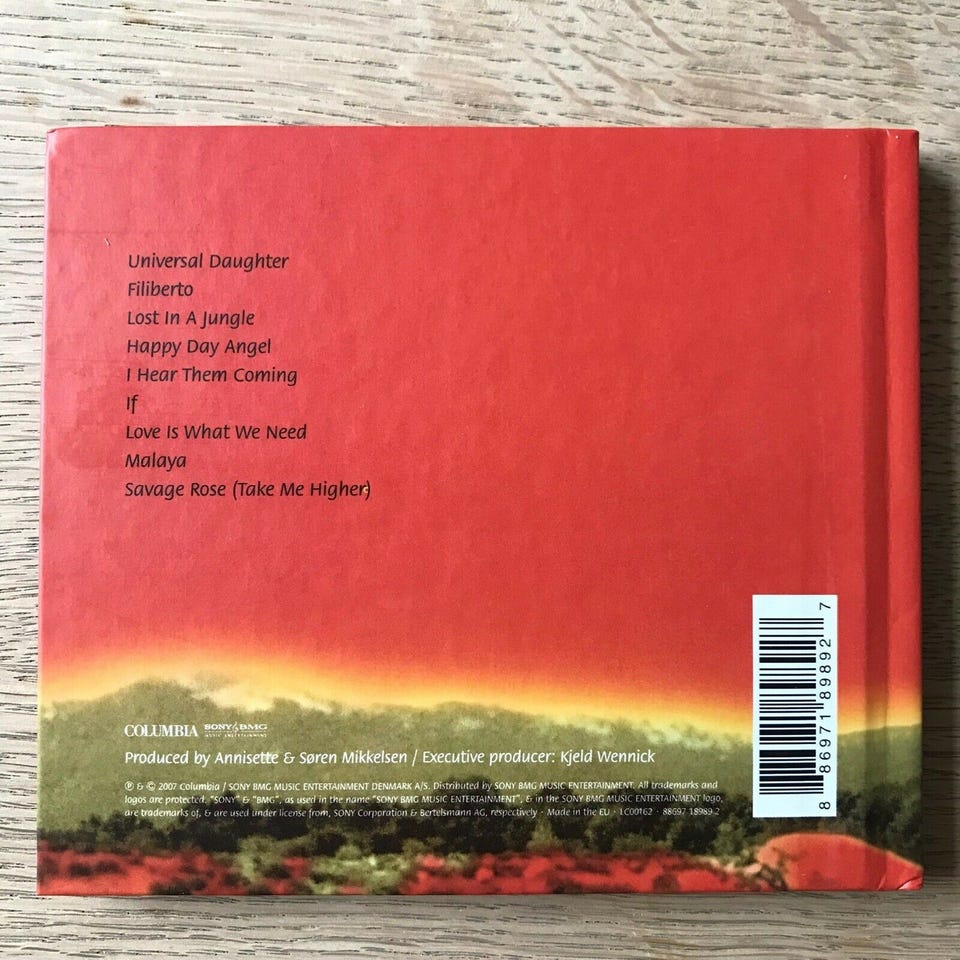 Universal Daughter
Filiberto
Lost In A Jungle
Happy Day Angel
I Hear Them Coming
If
Love Is What We Need
Malaya
Savage Rose (Take Me Higher)
COLUMBIA SONY BMG
MUSIC ENTERTAINMENT
Produced by Annisette & Søren Mikkelsen / Executive producer: Kjeld Wennick
℗ & © 2007 Columbia / SONY BMG MUSIC ENTERTAINMENT DENMARK A/S. Distributed by SONY BMG MUSIC ENTERTAINMENT. All trademarks and
logos are protected. "SONY" & "BMG", as used in the name "SONY BMG MUSIC ENTERTAINMENT", & in the SONY BMG MUSIC ENTERTAINMENT logo,
are trademarks of, & are used under license from, SONY Corporation & Bertelsmann AG, respectively · Made in the EU · LC00162 · 88697 18989 2
8 86971 89892 7